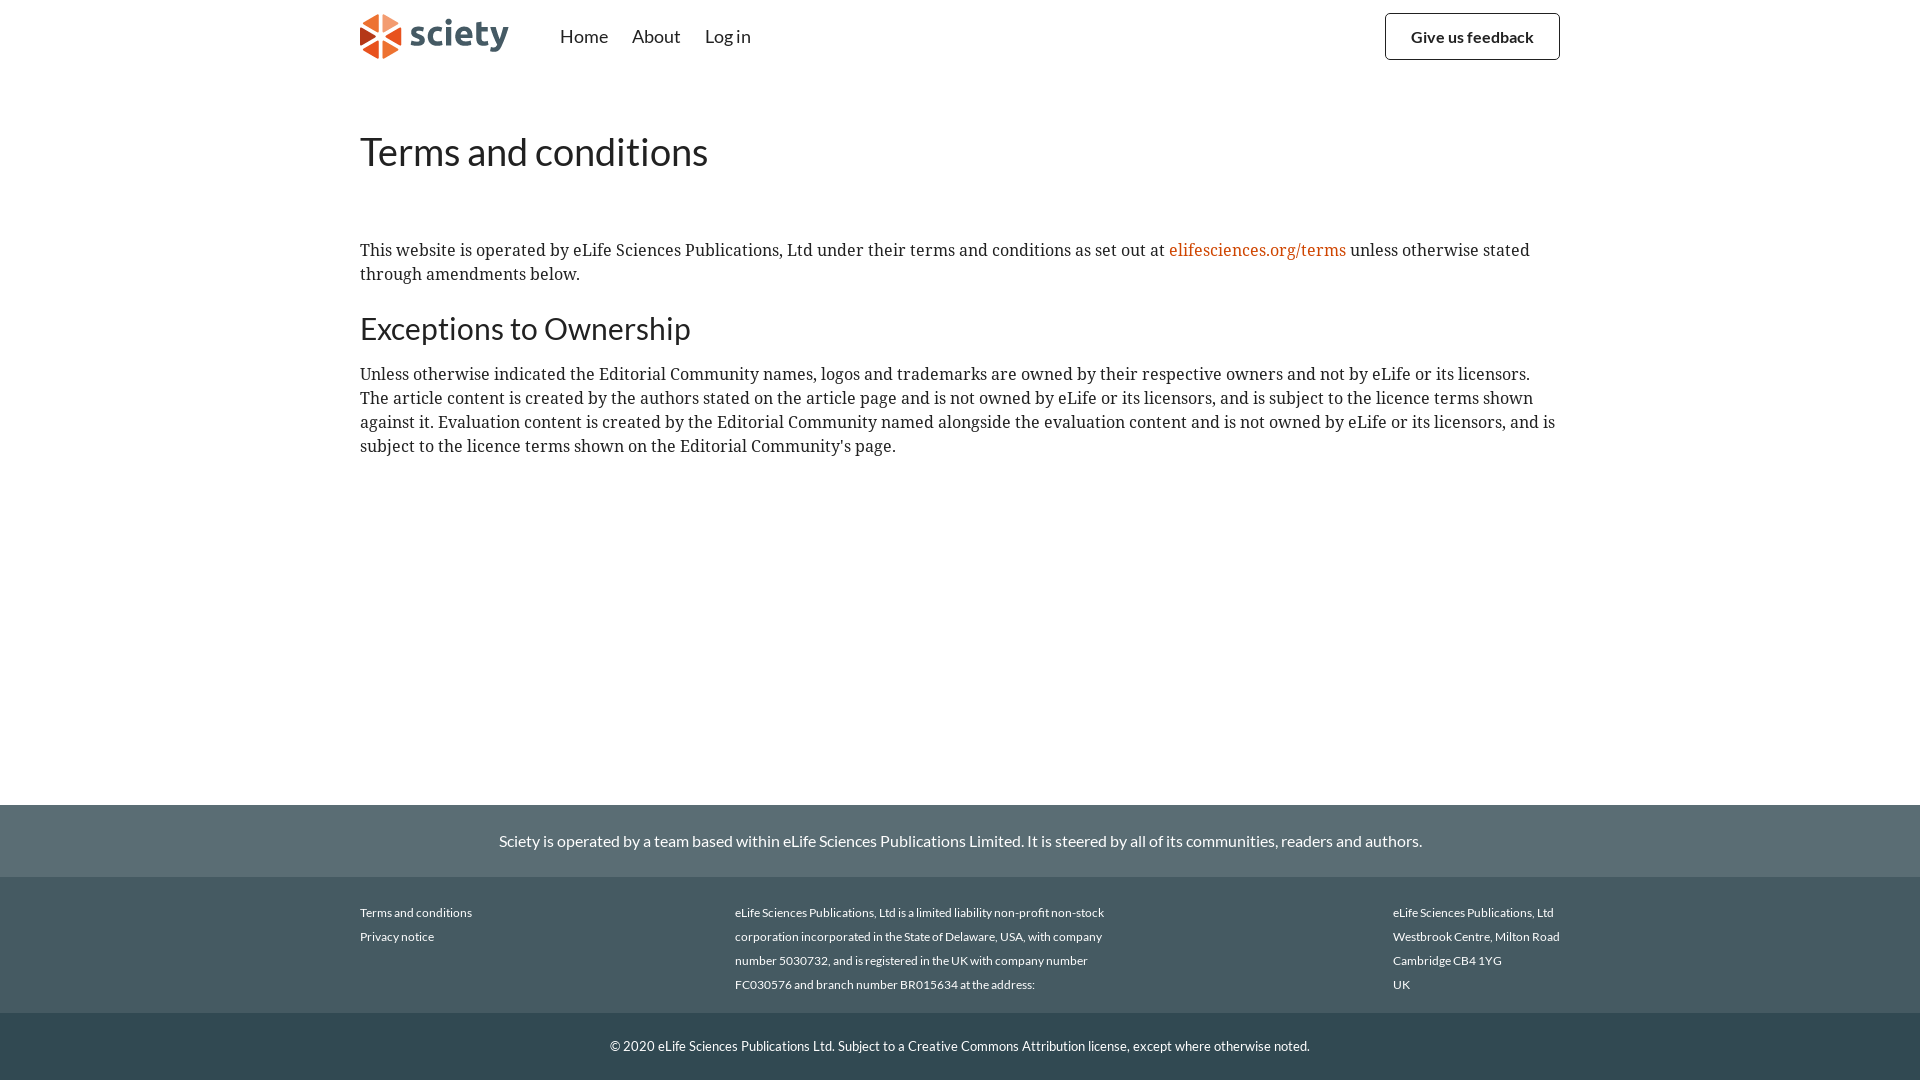 sciety
Home
About
Log in
Give us feedback
Terms and conditions
This website is operated by eLife Sciences Publications, Ltd under their terms and conditions as set out at elifesciences.org/terms unless otherwise stated
through amendments below.
Exceptions to Ownership
Unless otherwise indicated the Editorial Community names, logos and trademarks are owned by their respective owners and not by eLife or its licensors.
The article content is created by the authors stated on the article page and is not owned by eLife or its licensors, and is subject to the licence terms shown
against it. Evaluation content is created by the Editorial Community named alongside the evaluation content and is not owned by eLife or its licensors, and is
subject to the licence terms shown on the Editorial Community's page.
Sciety is operated by a team based within eLife Sciences Publications Limited. It is steered by all of its communities, readers and authors.
Terms and conditions
Privacy notice
eLife Sciences Publications, Ltd is a limited liability non-profit non-stock
corporation incorporated in the State of Delaware, USA, with company
number 5030732, and is registered in the UK with company number
FC030576 and branch number BR015634 at the address:
eLife Sciences Publications, Ltd
Westbrook Centre, Milton Road
Cambridge CB4 1YG
UK
© 2020 eLife Sciences Publications Ltd. Subject to a Creative Commons Attribution license, except where otherwise noted.